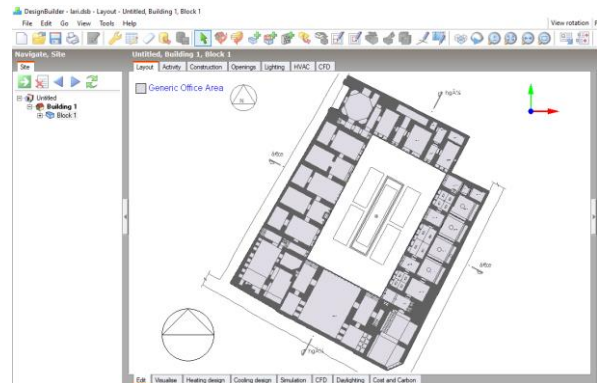 DesignBuilder - lari.dsb - Layout - Untitled, Building 1, Block 1
File Edit Go View Tools Help
View rotation
Navigate, Site
Untitled, Building 1, Block 1
Site
Layout Activity Construction Openings Lighting HVAC CFD
Generic Office Area
Untitled
Building 1
Block 1
Edit Visualise Heating design Cooling design Simulation CFD Daylighting Cost and Carbon